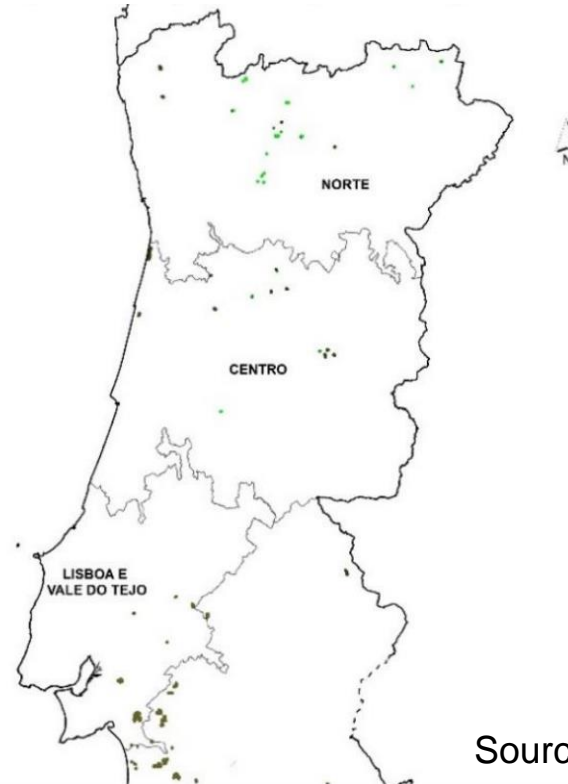 N
NORTE
CENTRO
LISBOA E
VALE DO TEJO
Sourc